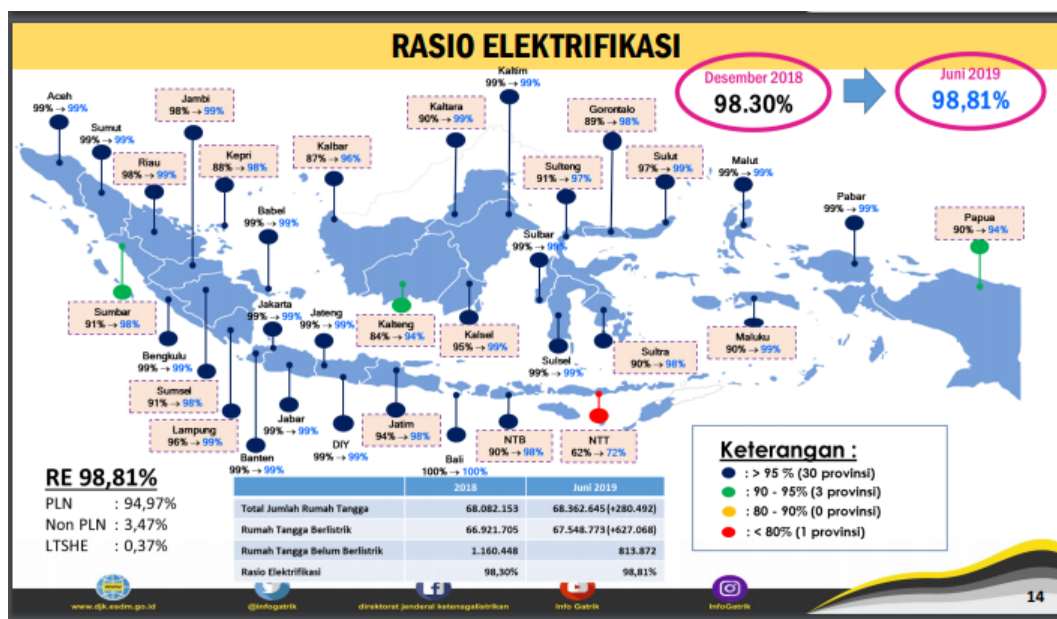 RASIO ELEKTRIFIKASI
Desember 2018
98.30%
Juni 2019
98,81%
Aceh
99% → 99%
Sumut
99% → 99%
Jambi
98% → 99%
Riau
98% → 99%
Kepri
88% → 98%
Babel
99% → 99%
Kalbar
87% → 96%
Kaltara
90% → 99%
Kaltim
99% → 99%
Gorontalo
89% → 98%
Sulteng
91% → 97%
Sulut
97% → 99%
Malut
99% → 99%
Pabar
99% → 99%
Papua
90% → 94%
Sulbar
99% → 99%
Sumbar
91% → 98%
Bengkulu
99% → 99%
Sumsel
91% → 98%
Lampung
96% → 99%
Jakarta
99% → 99%
Jateng
99% → 99%
Banten
99% → 99%
Jabar
99% → 99%
DIY
99% → 99%
Jatim
94% → 98%
Bali
100% → 100%
Kalteng
84% → 94%
Kalsel
95% → 99%
Sulsel
99% → 99%
Sultra
90% → 98%
Maluku
90% → 99%
NTB
90% → 98%
NTT
62% → 72%
Keterangan :
: > 95 % (30 provinsi)
: 90 - 95% (3 provinsi)
: 80 - 90% (0 provinsi)
: < 80% (1 provinsi)
RE 98,81%
PLN : 94,97%
Non PLN : 3,47%
LTSHE : 0,37%
2018 Juni 2019
Total Jumlah Rumah Tangga 68.082.153 68.362.645(+280.492)
Rumah Tangga Berlistrik 66.921.705 67.548.773(+627.068)
Rumah Tangga Belum Berlistrik 1.160.448 813.872
Rasio Elektrifikasi 98,30% 98,81%
www.djk.esdm.go.id
@infogatrik
direktorat jenderal ketenagalistrikan
Info Gatrik
InfoGatrik
14